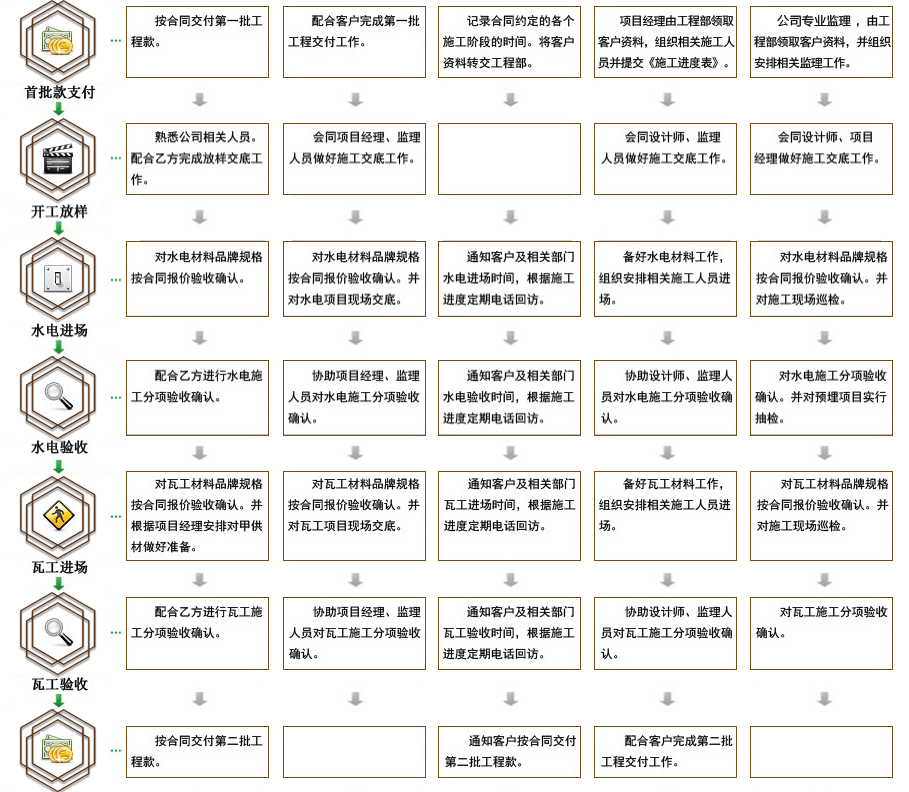 按合同交付第一批工
程款。
配合客户完成第一批
工程交付工作。
记录合同约定的各个
施工阶段的时间。将客户
资料转交工程部。
项目经理由工程部领取
客户资料，组织相关施工人
员并提交《施工进度表》。
公司专业监理，由工
程部领取客户资料，并组织
安排相关监理工作。
首批款支付
熟悉公司相关人员。
配合乙方完成放样交底工
作。
会同项目经理、监理
人员做好施工交底工作。
会同设计师、监理
人员做好施工交底工作。
会同设计师、项目
经理做好施工交底工作。
开工放样
对水电材料品牌规格
按合同报价验收确认。
对水电材料品牌规格
按合同报价验收确认。并
对水电项目现场交底。
通知客户及相关部门
水电进场时间，根据施工
进度定期电话回访。
备好水电材料工作，
组织安排相关施工人员进
场。
对水电材料品牌规格
按合同报价验收确认。并
对施工现场巡检。
水电进场
配合乙方进行水电施
工分项验收确认。
协助项目经理、监理
人员对水电施工分项验收
确认。
通知客户及相关部门
水电验收时间，根据施工
进度定期电话回访。
协助设计师、监理人
员对水电施工分项验收确
认。
对水电施工分项验收
确认。并对预埋项目实行
抽检。
水电验收
对瓦工材料品牌规格
按合同报价验收确认。并
根据项目经理安排对甲供
材做好准备。
对瓦工材料品牌规格
按合同报价验收确认。并
对瓦工项目现场交底。
通知客户及相关部门
瓦工进场时间，根据施工
进度定期电话回访。
备好瓦工材料工作，
组织安排相关施工人员进
场。
对瓦工材料品牌规格
按合同报价验收确认。并
对施工现场巡检。
瓦工进场
配合乙方进行瓦工施
工分项验收确认。
协助项目经理、监理
人员对瓦工施工分项验收
确认。
通知客户及相关部门
瓦工验收时间，根据施工
进度定期电话回访。
协助设计师、监理人
员对瓦工施工分项验收确
认。
对瓦工施工分项验收
确认。
瓦工验收
按合同交付第二批工
程款。
通知客户按合同交付
第二批工程款。
配合客户完成第二批
工程交付工作。